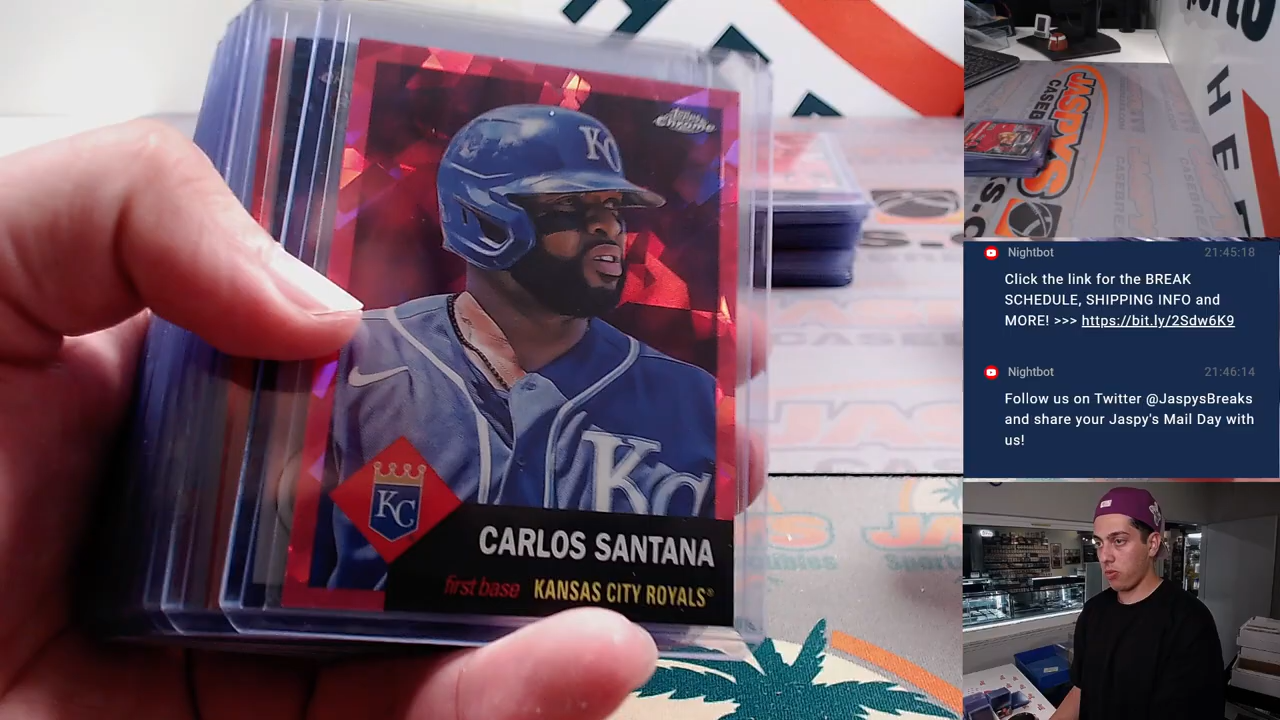 Topps
Chrome
KC
KC
KC
CARLOS SANTANA
first base KANSAS CITY ROYALS®
JASPYS
CASEB
H
E
Nightbot 21:45:18
Click the link for the BREAK
SCHEDULE, SHIPPING INFO and
MORE! >>> https://bit.ly/2Sdw6K9
Nightbot 21:46:14
Follow us on Twitter @JaspysBreaks
and share your Jaspy's Mail Day with
us!